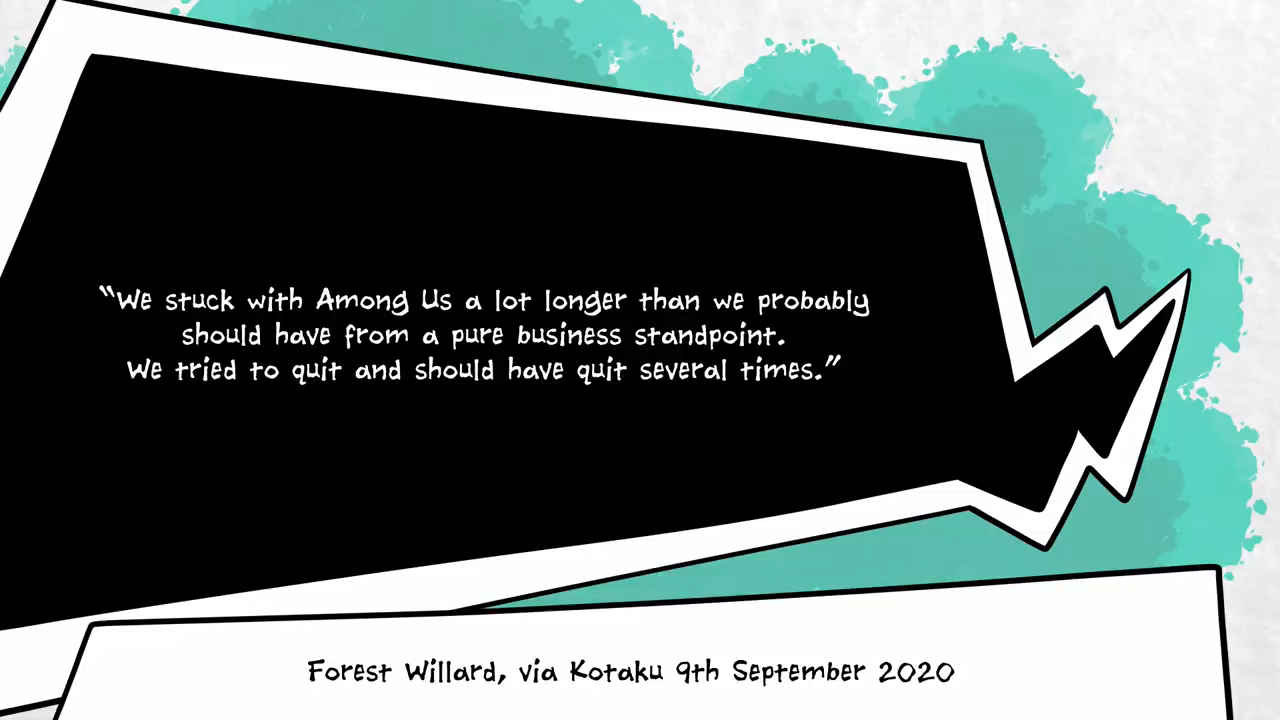 “We stuck with Among Us a lot longer than we probably
should have from a pure business standpoint.
We tried to quit and should have quit several times.”
Forest Willard, via Kotaku 9th September 2020